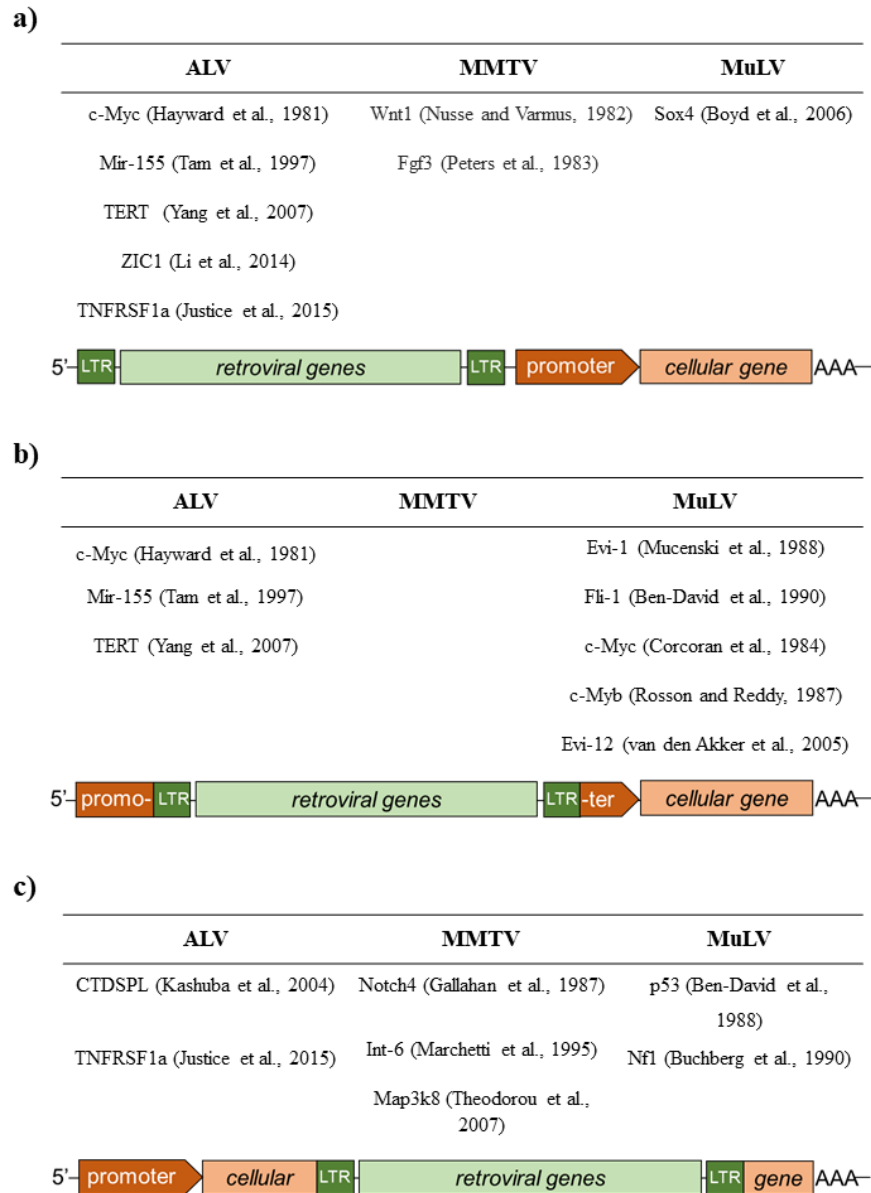 a)
ALV MMTV MuLV
c-Myc (Hayward et al., 1981) Wnt1 (Nusse and Varmus, 1982) Sox4 (Boyd et al., 2006)
Mir-155 (Tam et al., 1997) Fgf3 (Peters et al., 1983)
TERT (Yang et al., 2007)
ZIC1 (Li et al., 2014)
TNFRSF1a (Justice et al., 2015)
5' LTR retroviral genes LTR promoter cellular gene AAA
b)
ALV MMTV MuLV
c-Myc (Hayward et al., 1981) Evi-1 (Mucenski et al., 1988)
Mir-155 (Tam et al., 1997) Fli-1 (Ben-David et al., 1990)
TERT (Yang et al., 2007) c-Myc (Corcoran et al., 1984)
c-Myb (Rosson and Reddy, 1987)
Evi-12 (van den Akker et al., 2005)
5' promo- LTR retroviral genes LTR -ter cellular gene AAA
c)
ALV MMTV MuLV
CTDSPL (Kashuba et al., 2004) Notch4 (Gallahan et al., 1987) p53 (Ben-David et al.,
1988)
TNFRSF1a (Justice et al., 2015) Int-6 (Marchetti et al., 1995) Nf1 (Buchberg et al., 1990)
Map3k8 (Theodorou et al.,
2007)
5' promoter cellular LTR retroviral genes LTR gene AAA